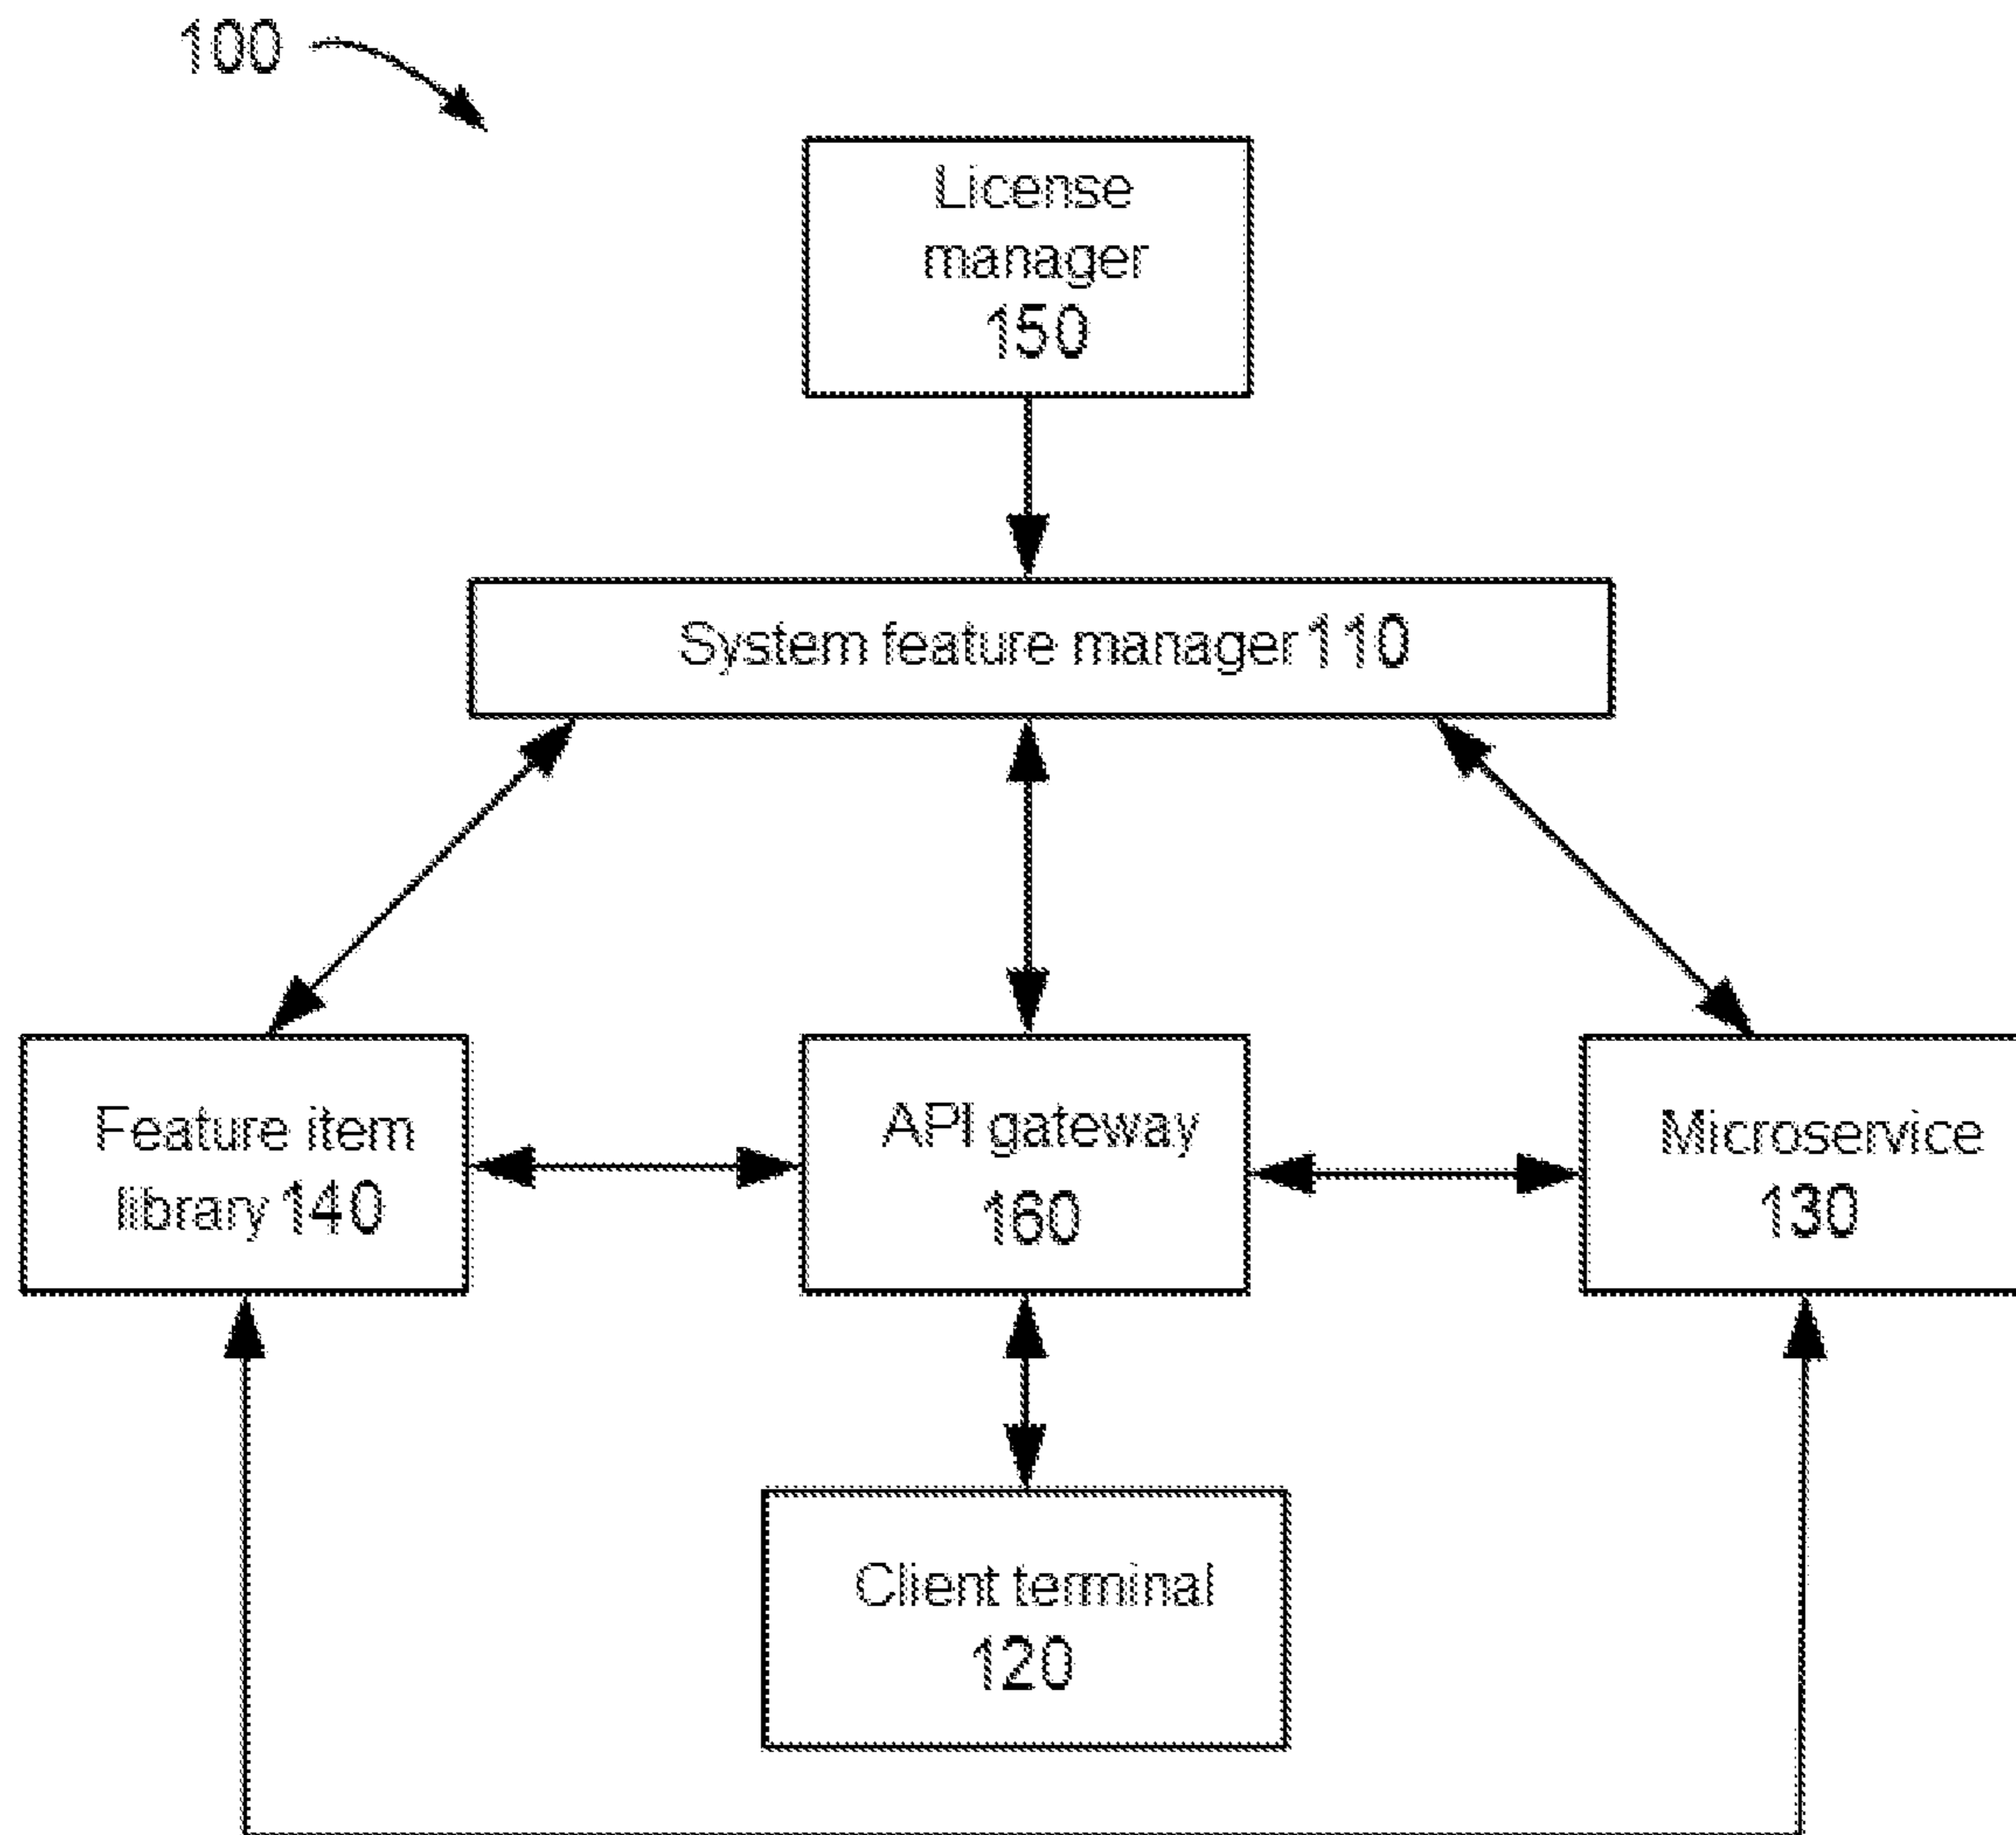 100
License
manager
150
System feature manager 110
Feature item
library 140
API gateway
160
Microservice
130
Client terminal
120